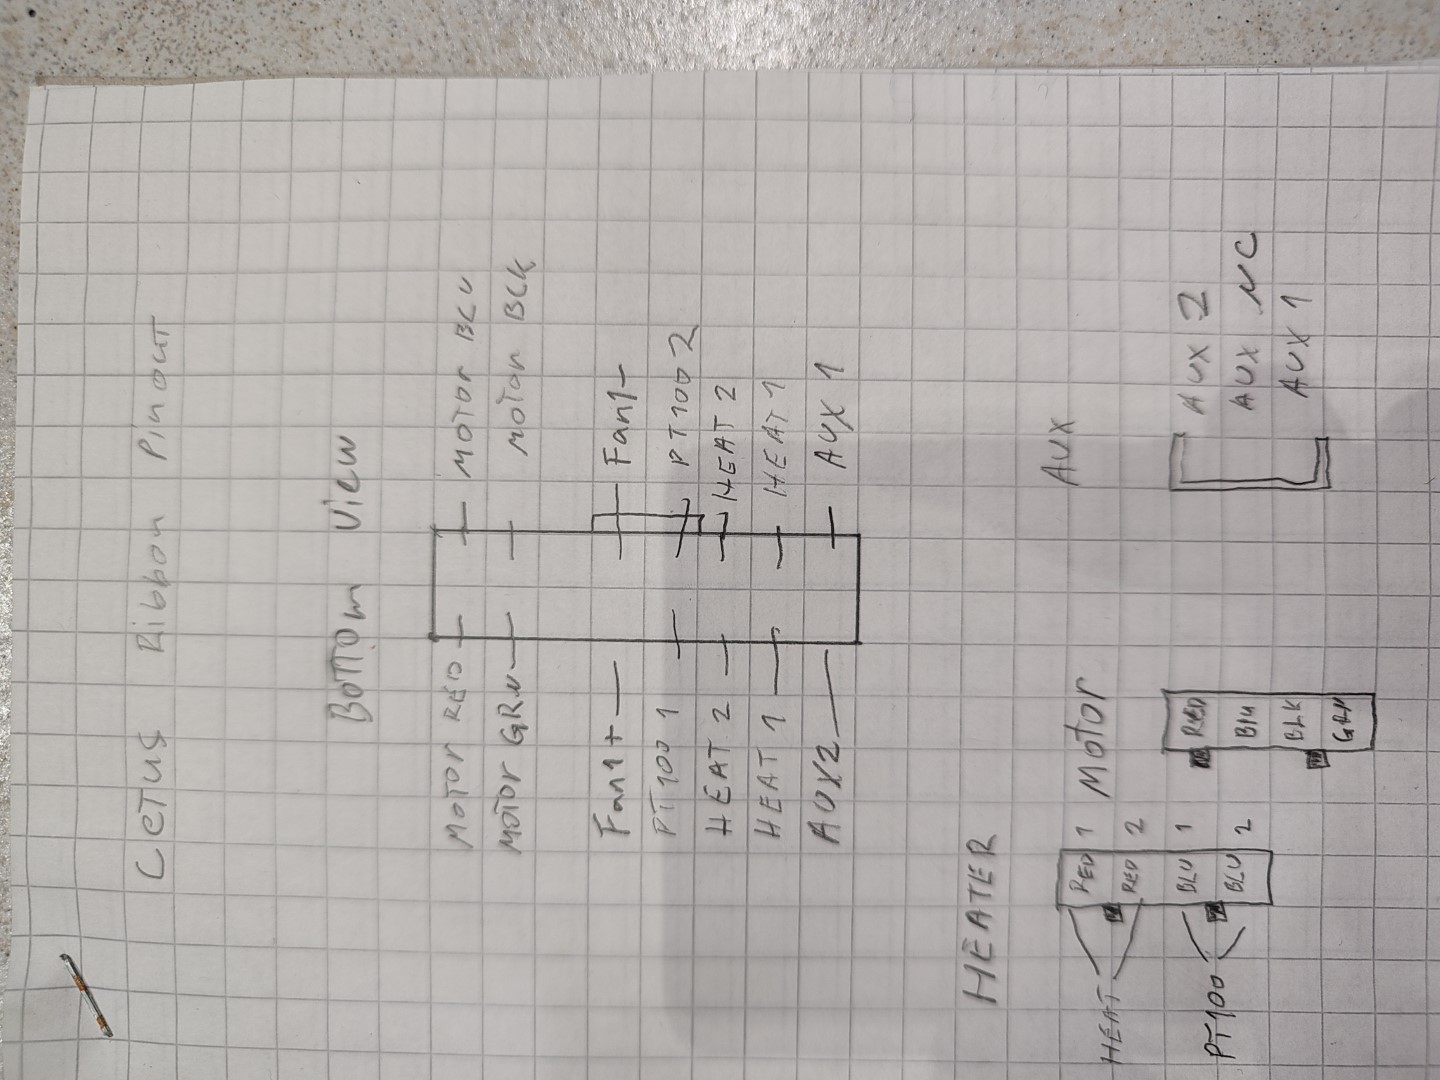 Cetus Ribbon Pinout
Bottom View
Motor RED Motor BLU
Motor GRN Motor BLK
Fan1+ Fan1-
PT100 1 PT100 2
HEAT 2 HEAT 2
HEAT 1 HEAT 1
AUX2 AUX 1
HEATER
AUX
Motor
HEAT
RED 1
RED 2
PT100
BLU 1
BLU 2
RED
Blu
BLK
GRN
AUX 2
AUX NC
AUX 1